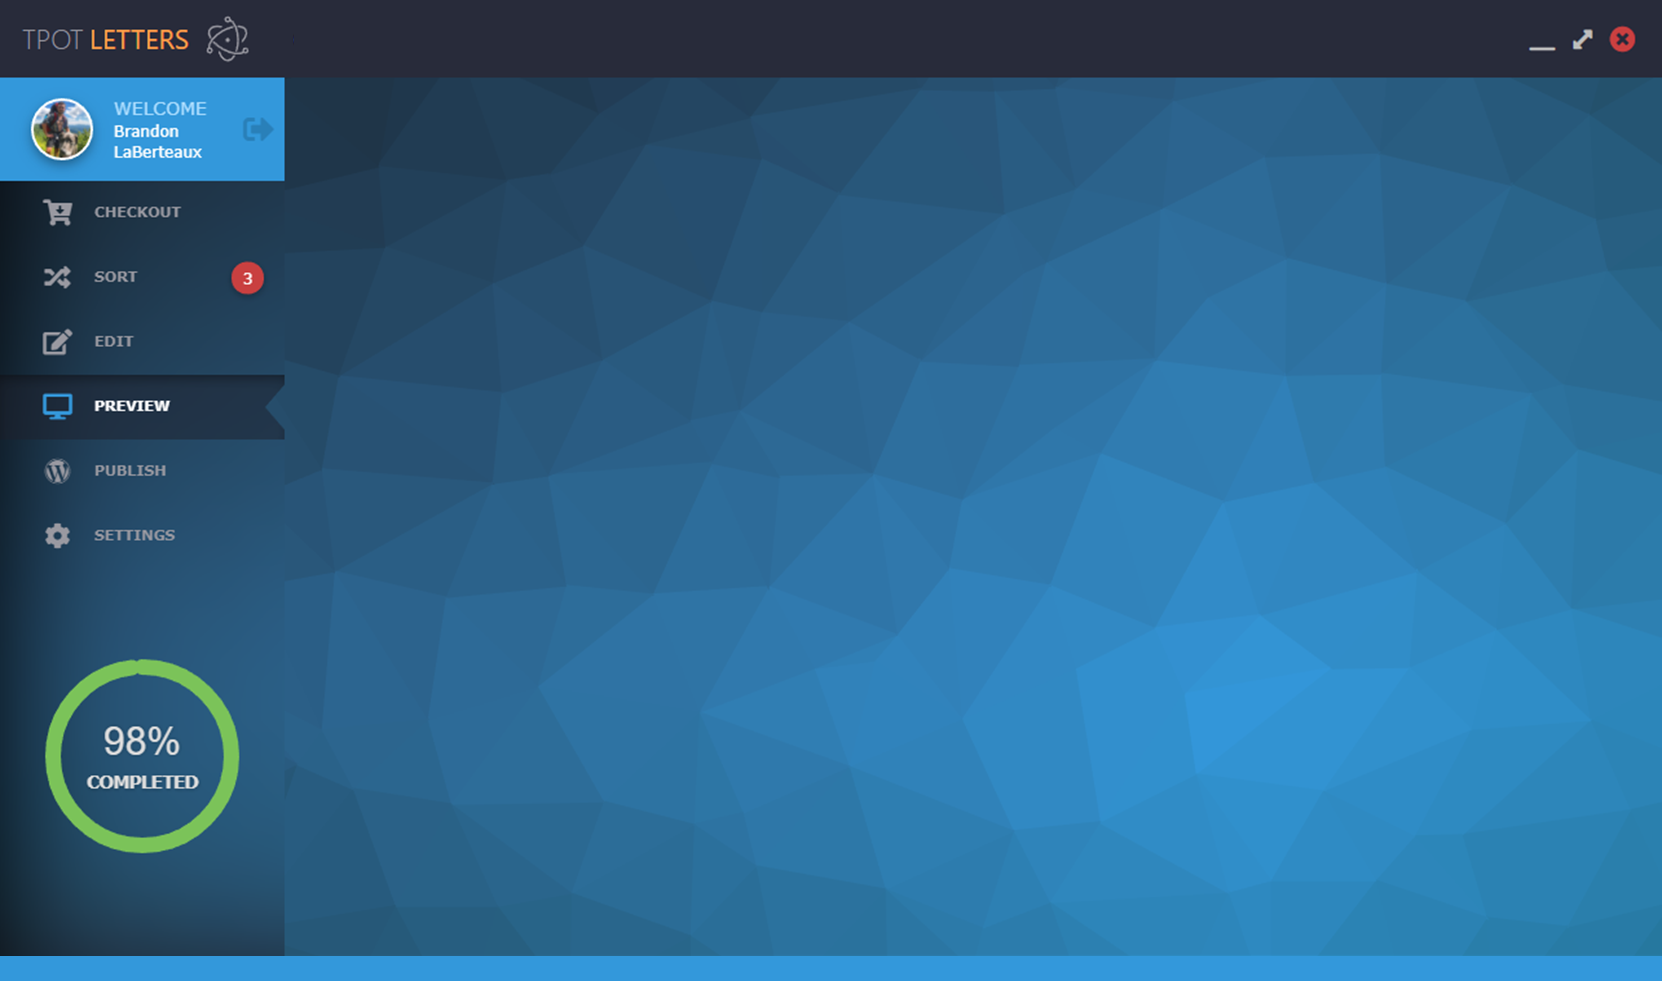 TPOT LETTERS
WELCOME
Brandon
LaBerteaux
CHECKOUT
SORT 3
EDIT
PREVIEW
PUBLISH
SETTINGS
98%
COMPLETED